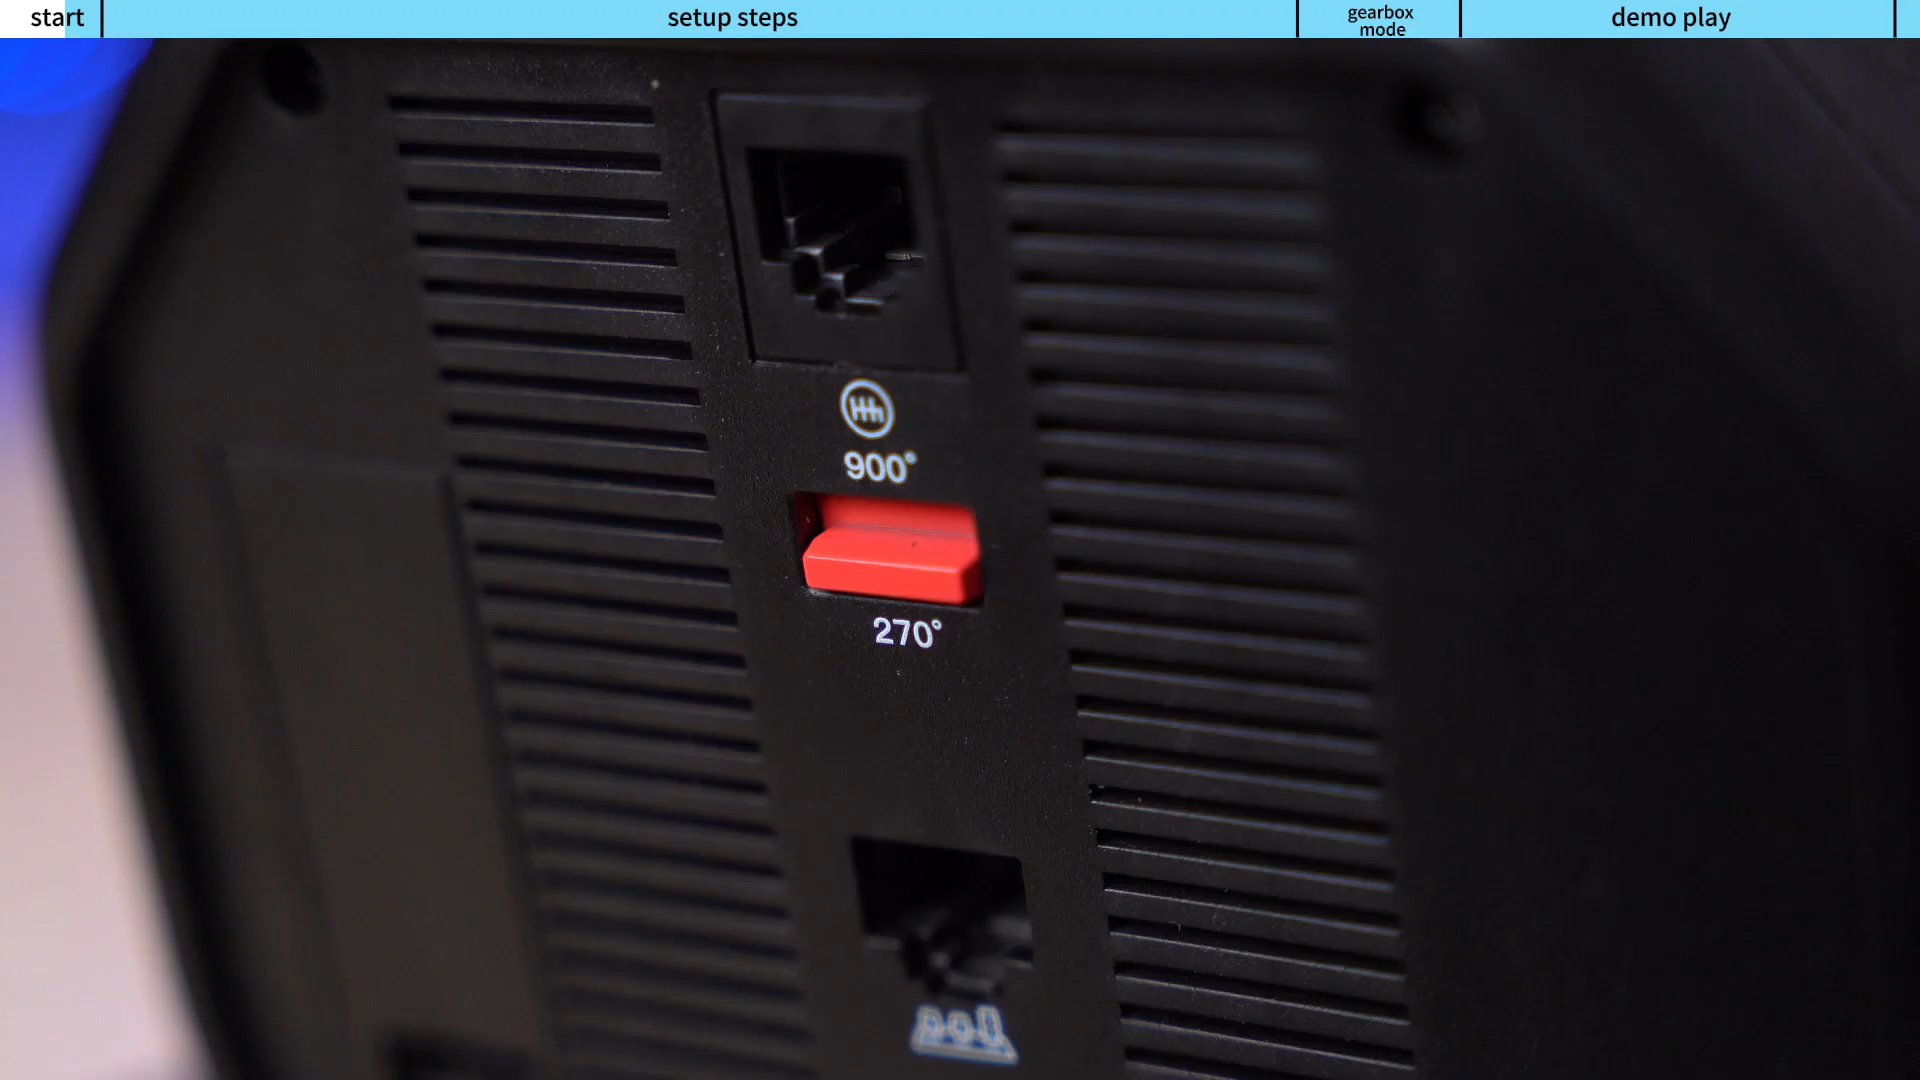 start
setup steps
gearbox
mode
demo play
900°
270°